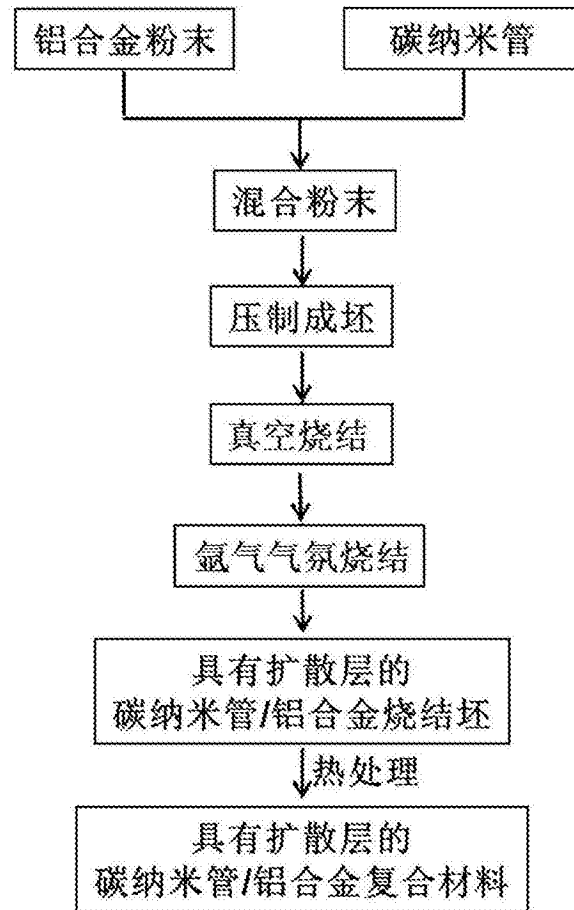 铝合金粉末
碳纳米管
混合粉末
压制成坯
真空烧结
氩气气氛烧结
具有扩散层的
碳纳米管/铝合金烧结坯
热处理
具有扩散层的
碳纳米管/铝合金复合材料